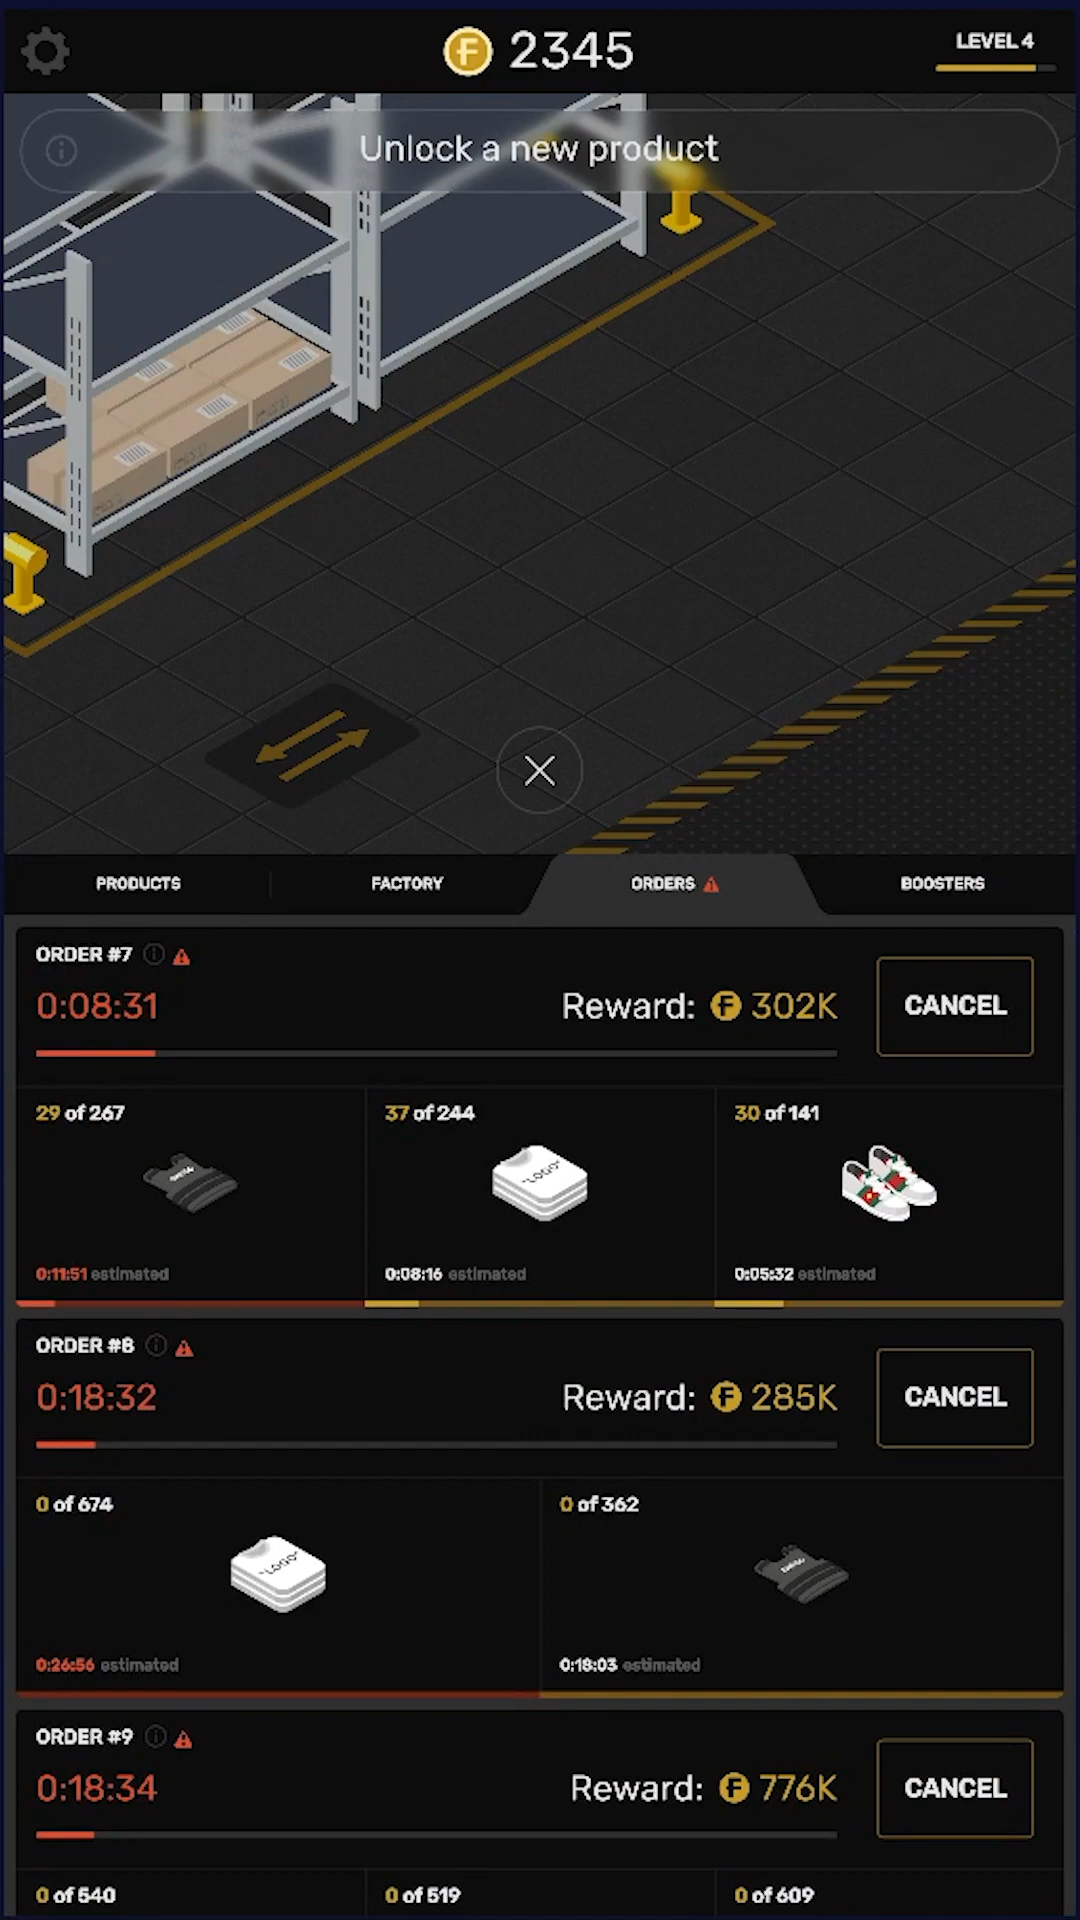 2345
LEVEL 4
Unlock a new product
PRODUCTS
FACTORY
ORDERS
BOOSTERS
ORDER #7
0:08:31
Reward: 302K
CANCEL
29 of 267
37 of 244
30 of 141
"LOGO"
0:11:51 estimated
0:08:16 estimated
0:05:32 estimated
ORDER #8
0:18:32
Reward: 285K
CANCEL
0 of 674
0 of 362
"LOGO"
0:26:56 estimated
0:18:03 estimated
ORDER #9
0:18:34
Reward: 776K
CANCEL
0 of 540
0 of 519
0 of 609